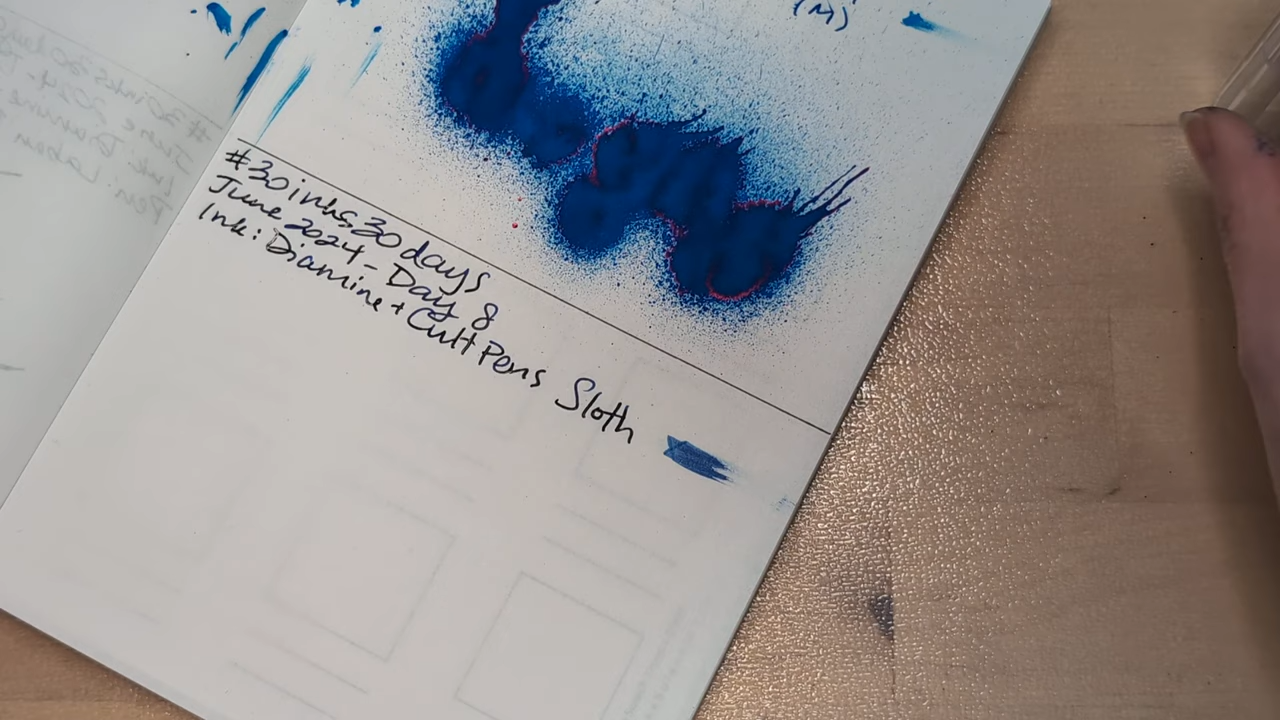 (M)
#30inks30days
June 2024 - Day 8
Ink: Diamine + Cult Pens Sloth